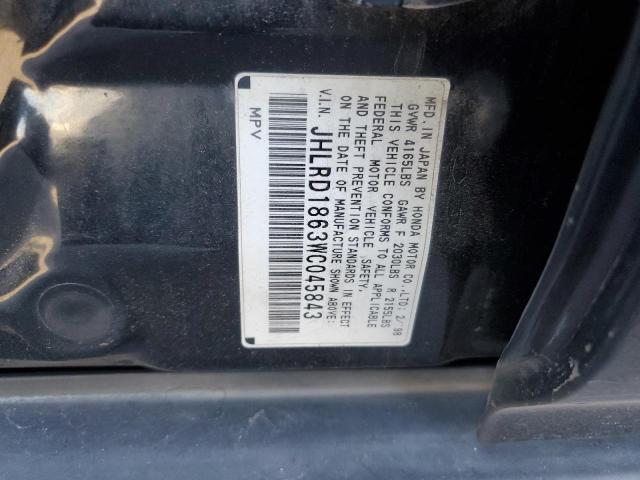 MFD. IN JAPAN BY HONDA MOTOR CO., LTD: 2/'98
GVWR 4165LBS GAWR F 2030LBS R 2155LBS
THIS VEHICLE CONFORMS TO ALL APPLICABLE
FEDERAL MOTOR VEHICLE SAFETY,
AND THEFT PREVENTION STANDARDS IN EFFECT
ON THE DATE OF MANUFACTURE SHOWN ABOVE:
V.I.N. JHLRD1863WC045843
MPV